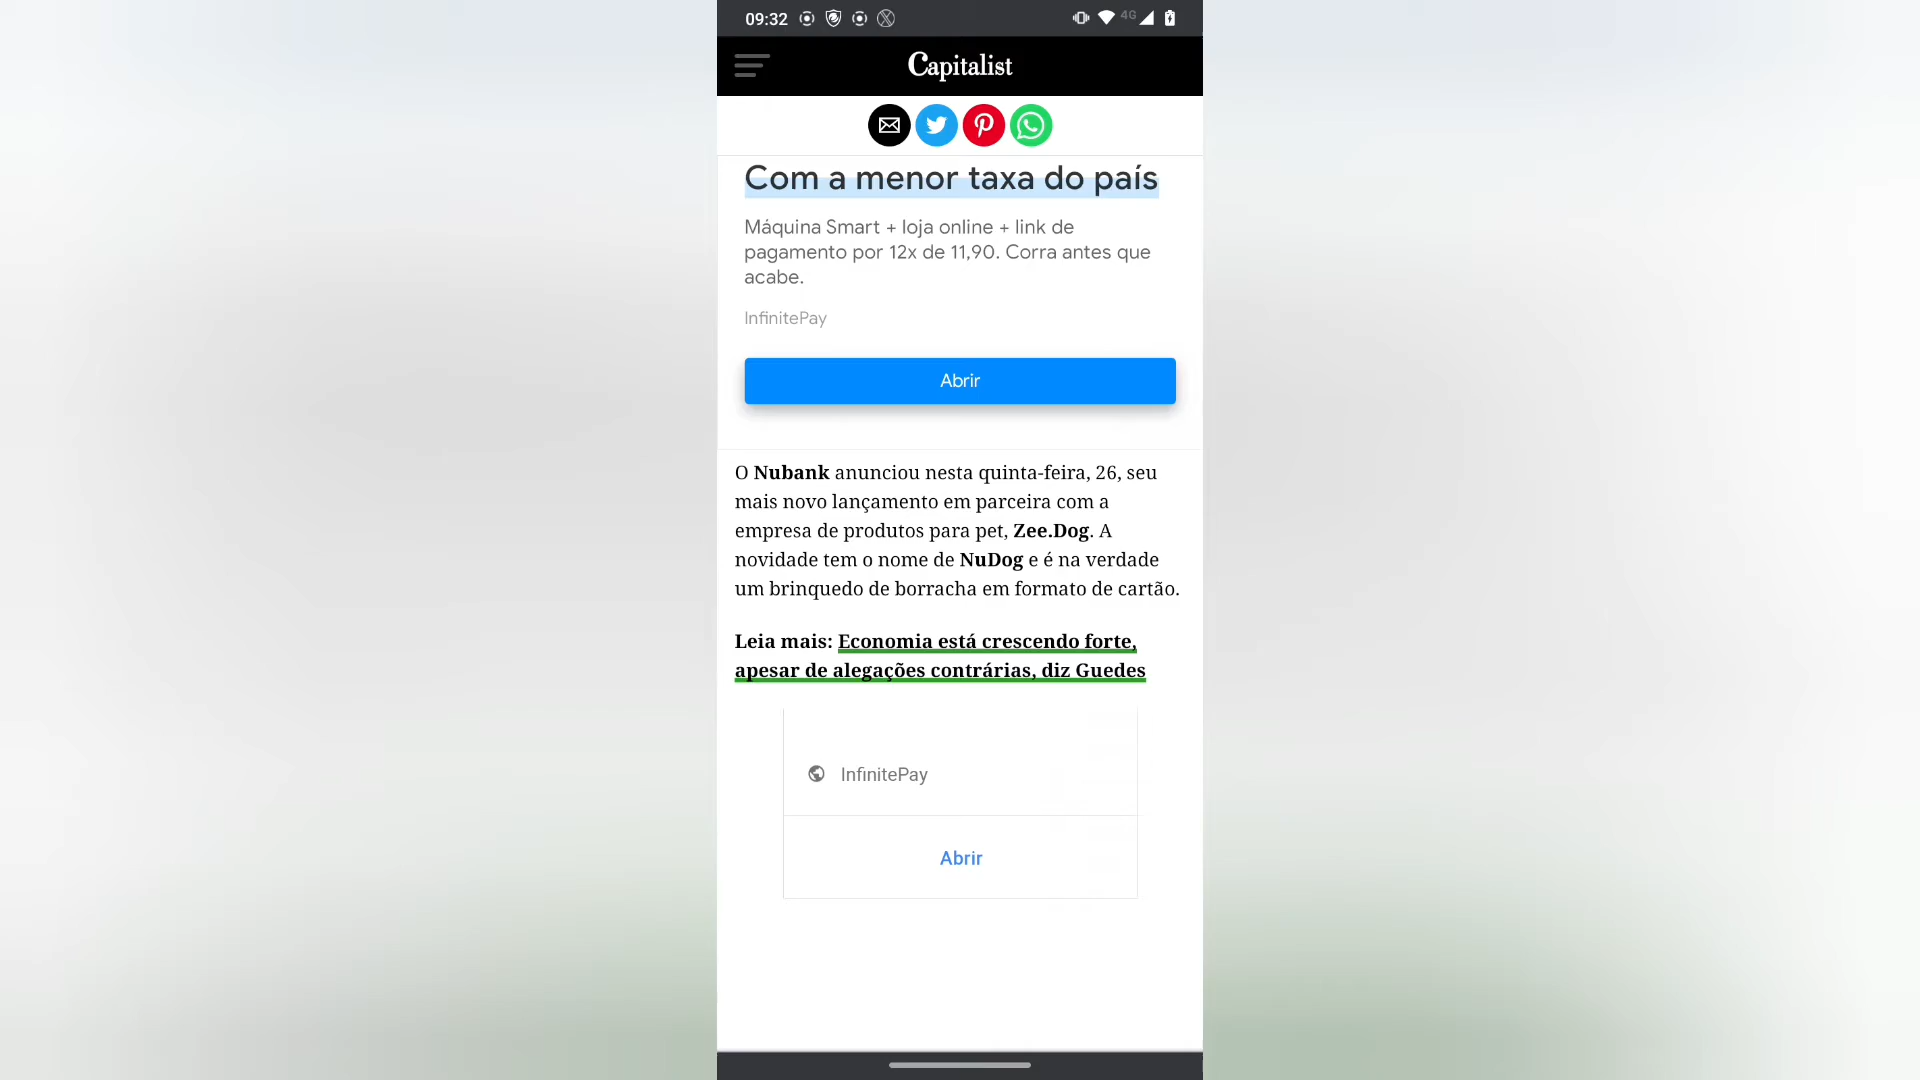 09:32
4G
Capitalist
Com a menor taxa do país
Máquina Smart + loja online + link de
pagamento por 12x de 11,90. Corra antes que
acabe.
InfinitePay
Abrir
O Nubank anunciou nesta quinta-feira, 26, seu
mais novo lançamento em parceira com a
empresa de produtos para pet, Zee.Dog. A
novidade tem o nome de NuDog e é na verdade
um brinquedo de borracha em formato de cartão.
Leia mais: Economia está crescendo forte,
apesar de alegações contrárias, diz Guedes
InfinitePay
Abrir